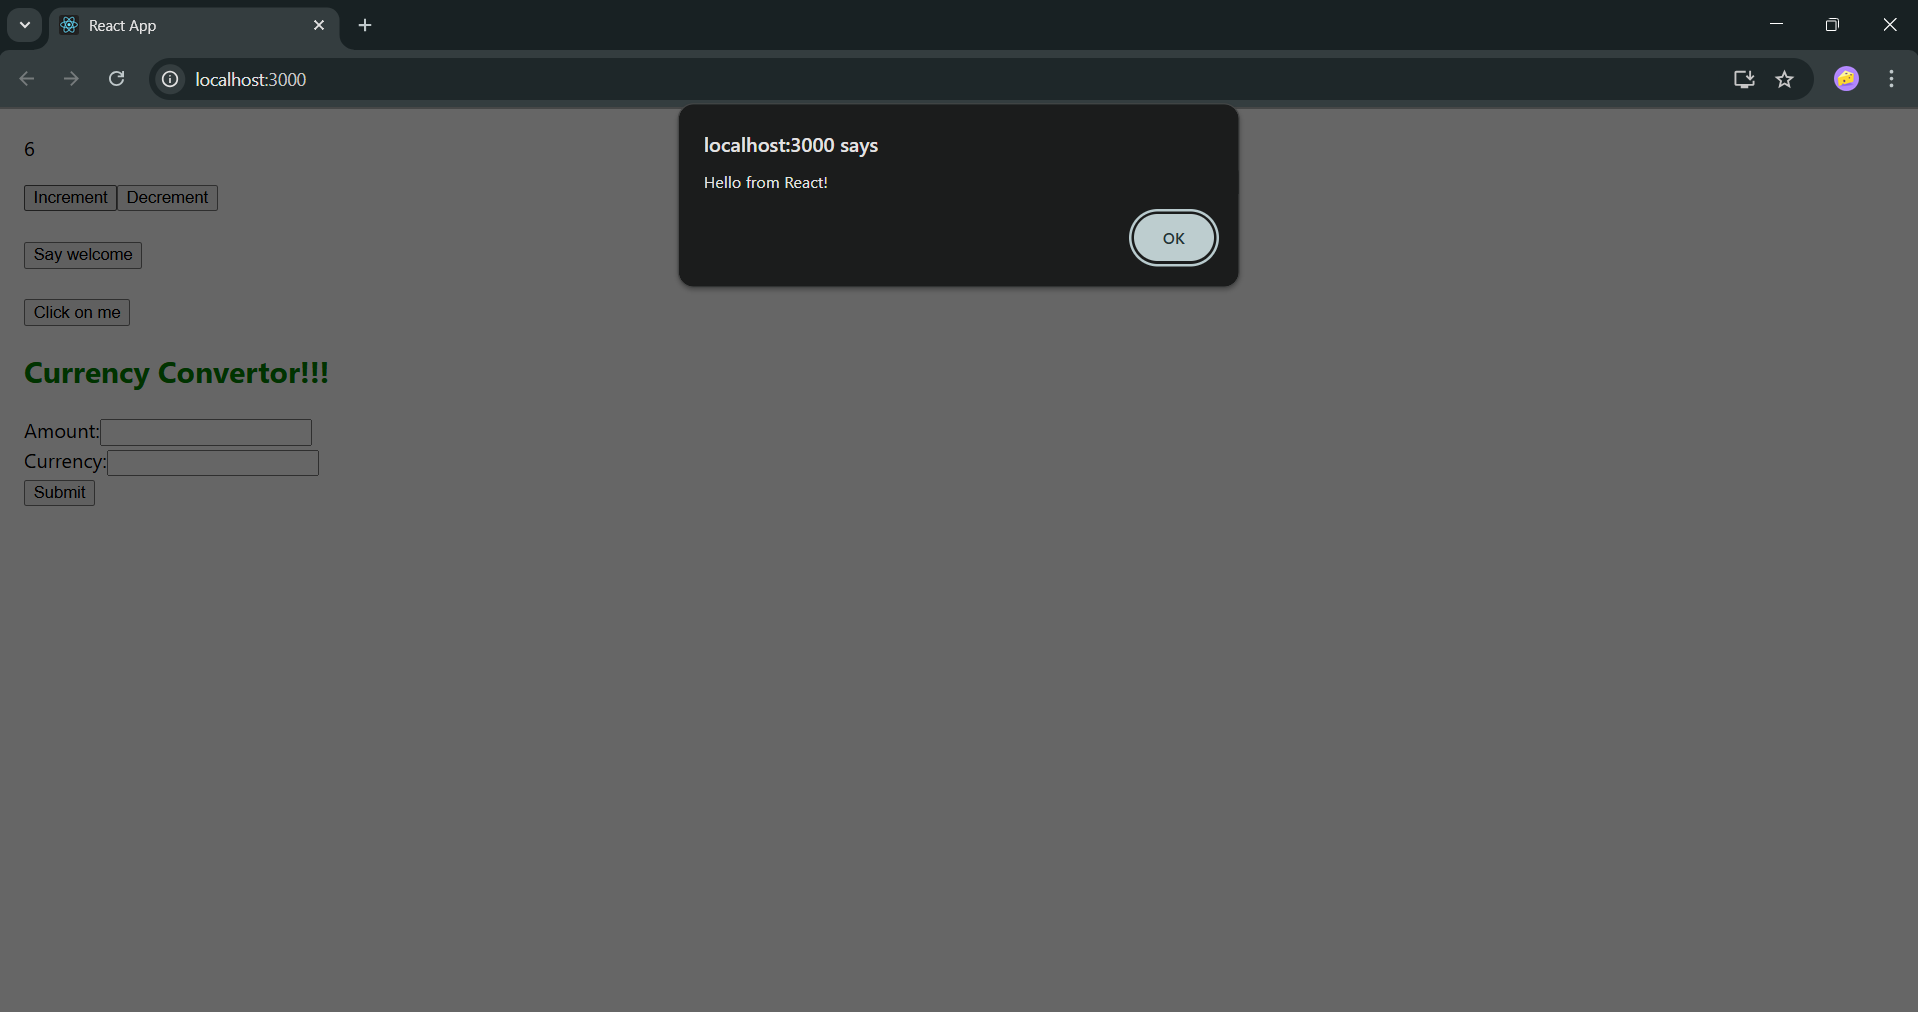 React App
localhost:3000
localhost:3000 says
Hello from React!
OK
6
Increment Decrement
Say welcome
Click on me
Currency Convertor!!!
Amount:
Currency:
Submit